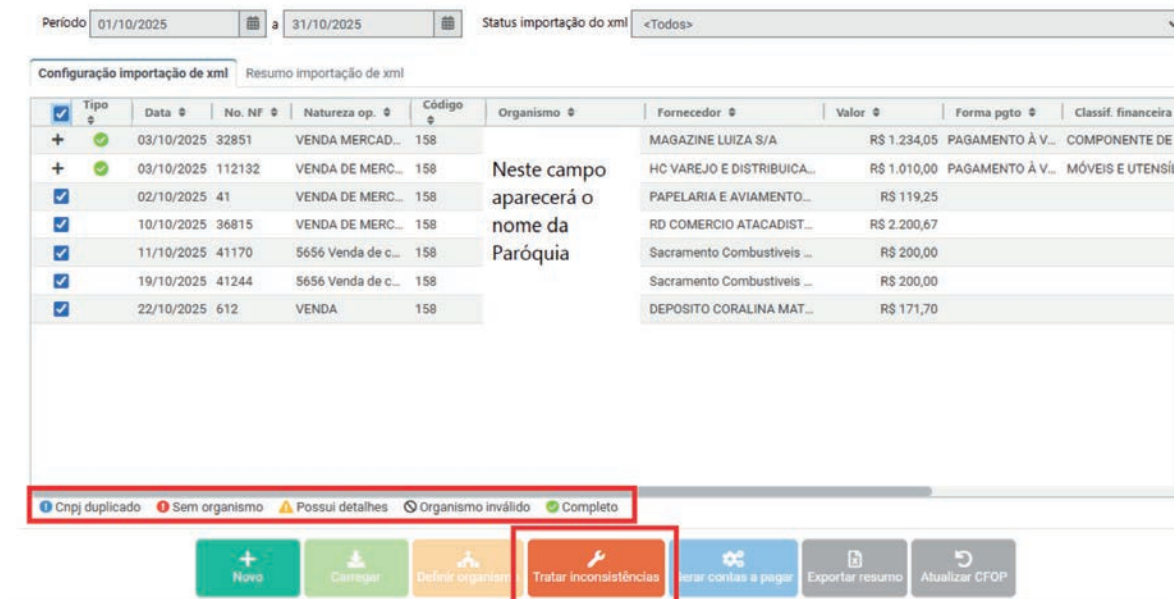 Período 01/10/2025 a 31/10/2025 Status importação do xml <Todos>
Configuração importação de xml Resumo importação de xml
Tipo Data No. NF Natureza op. Código Organismo Fornecedor Valor Forma pgto Classif. financeira
03/10/2025 32851 VENDA MERCAD... 158 MAGAZINE LUIZA S/A R$ 1.234,05 PAGAMENTO À V... COMPONENTE DE
03/10/2025 112132 VENDA DE MERC... 158 HC VAREJO E DISTRIBUICA... R$ 1.010,00 PAGAMENTO À V... MÓVEIS E UTENSÍ
02/10/2025 41 VENDA DE MERC... 158 PAPELARIA E AVIAMENTO... R$ 119,25
10/10/2025 36815 VENDA DE MERC... 158 RD COMERCIO ATACADIST... R$ 2.200,67
11/10/2025 41170 5656 Venda de c... 158 Sacramento Combustiveis ... R$ 200,00
19/10/2025 41244 5656 Venda de c... 158 Sacramento Combustiveis ... R$ 200,00
22/10/2025 612 VENDA 158 DEPOSITO CORALINA MAT... R$ 171,70
Neste campo
aparecerá o
nome da
Paróquia
Cnpj duplicado Sem organismo Possui detalhes Organismo inválido Completo
Novo Carregar Definir organismo Tratar inconsistências Gerar contas a pagar Exportar resumo Atualizar CFOP